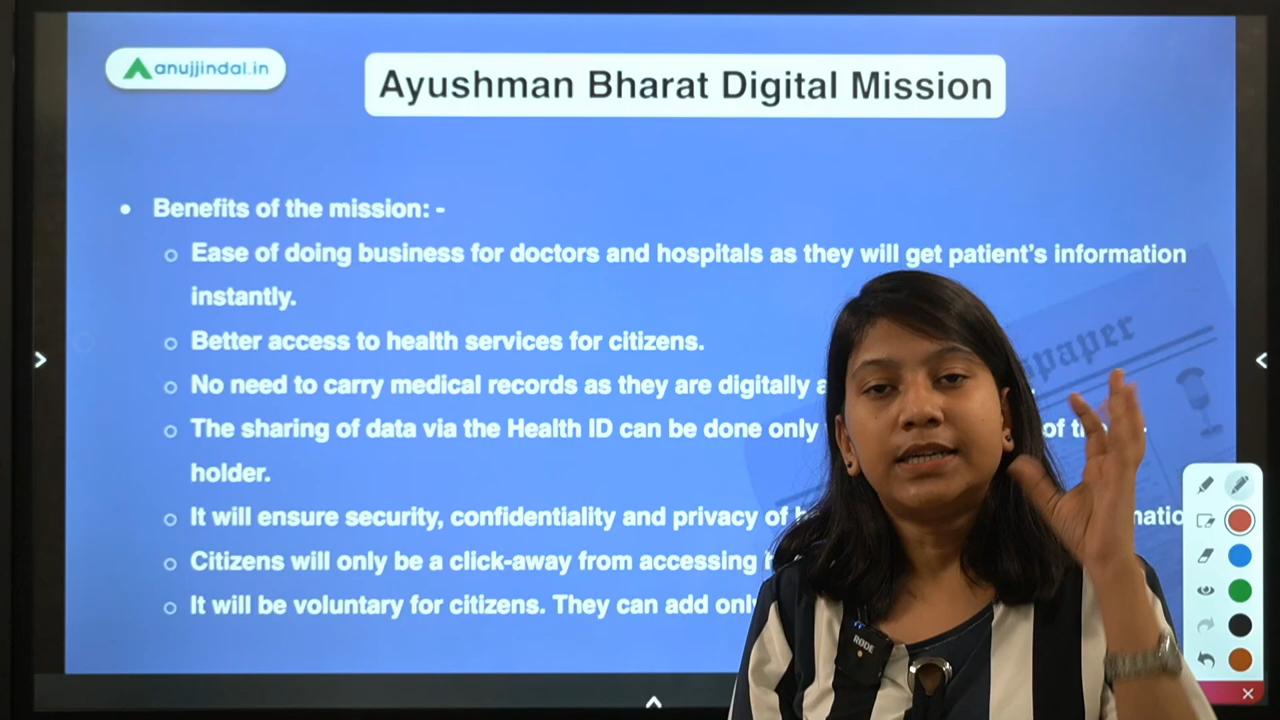 anujjindal.in
Ayushman Bharat Digital Mission
• Benefits of the mission: -
○ Ease of doing business for doctors and hospitals as they will get patient's information
instantly.
○ Better access to health services for citizens.
○ No need to carry medical records as they are digitally
○ The sharing of data via the Health ID can be done only of
holder.
○ It will ensure security, confidentiality and privacy of
○ Citizens will only be a click-away from accessing
○ It will be voluntary for citizens. They can add
RODE